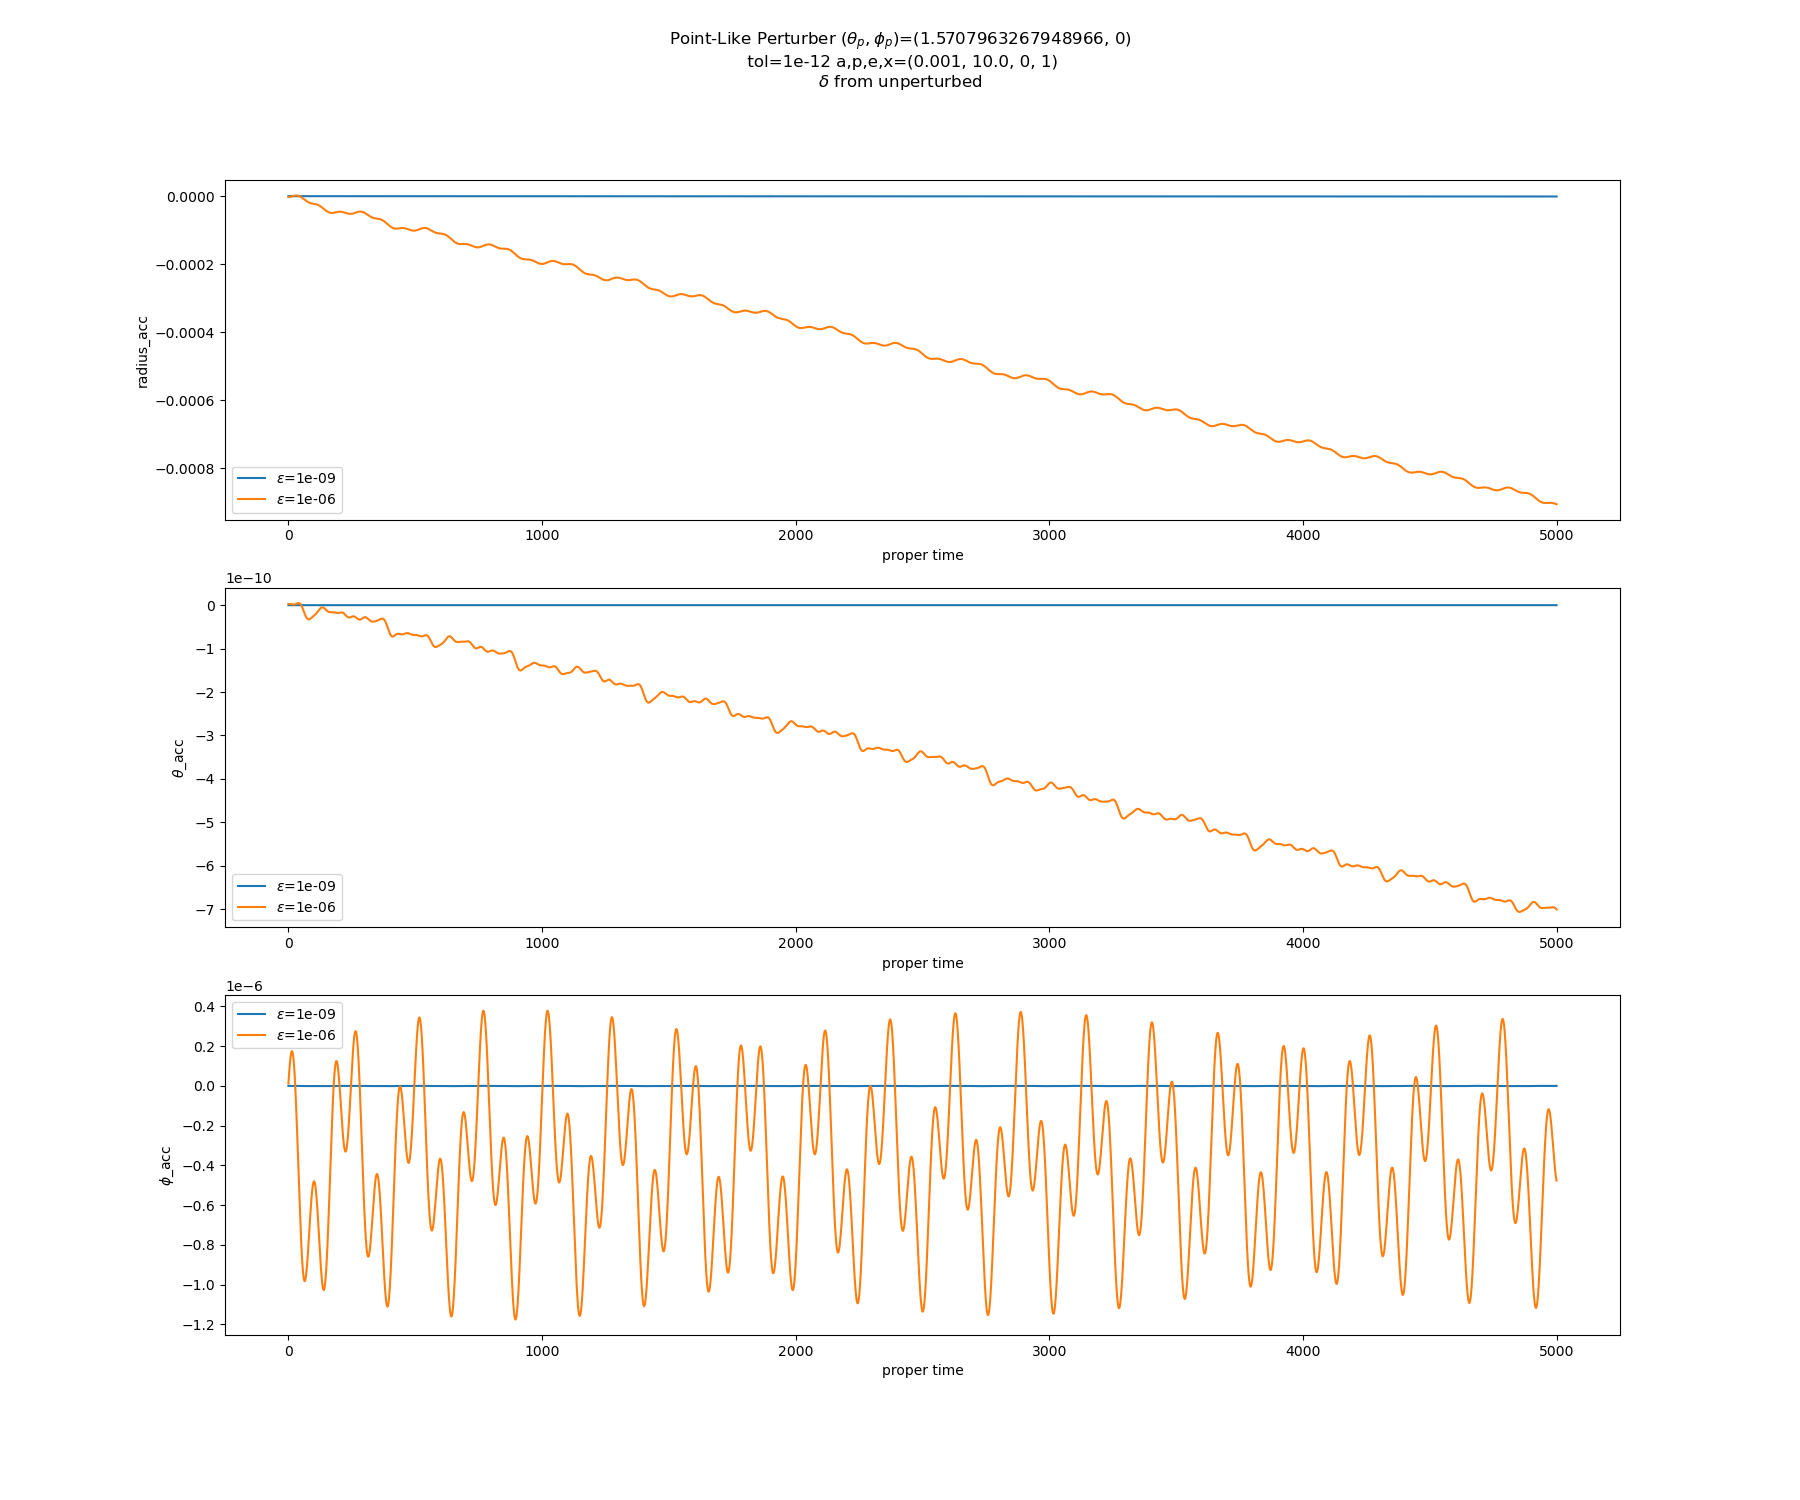 Point-Like Perturber (θₚ, ϕₚ)=(1.5707963267948966, 0)
tol=1e-12 a,p,e,x=(0.001, 10.0, 0, 1)
δ from unperturbed
0.0000
−0.0002
−0.0004
−0.0006
−0.0008
radius_acc
ε=1e-09
ε=1e-06
0 1000 2000 3000 4000 5000
proper time
1e−10
0
−1
−2
−3
−4
−5
−6
−7
θ_acc
ε=1e-09
ε=1e-06
0 1000 2000 3000 4000 5000
proper time
1e−6
0.4
0.2
0.0
−0.2
−0.4
−0.6
−0.8
−1.0
−1.2
ϕ_acc
ε=1e-09
ε=1e-06
0 1000 2000 3000 4000 5000
proper time